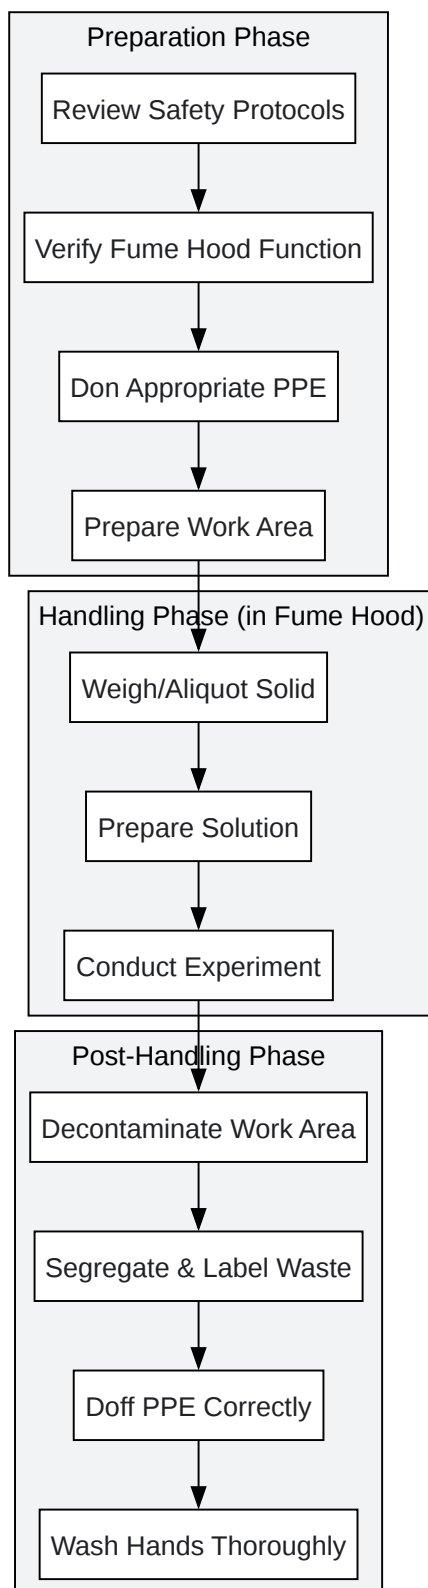 Preparation Phase
Review Safety Protocols
Verify Fume Hood Function
Don Appropriate PPE
Prepare Work Area
Handling Phase (in Fume Hood)
Weigh/Aliquot Solid
Prepare Solution
Conduct Experiment
Post-Handling Phase
Decontaminate Work Area
Segregate & Label Waste
Doff PPE Correctly
Wash Hands Thoroughly